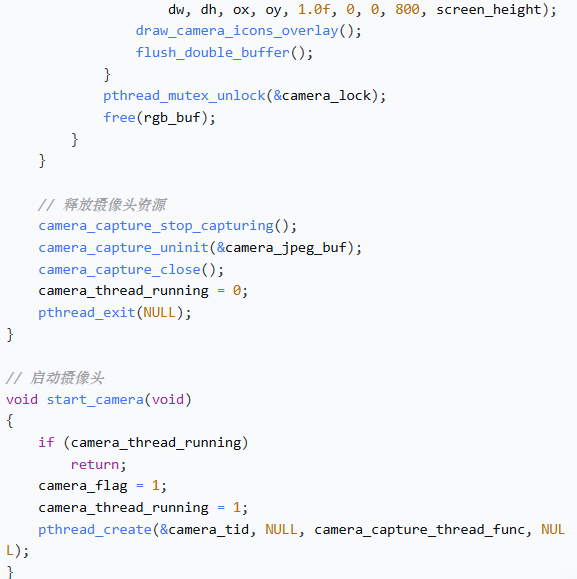 dw, dh, ox, oy, 1.0f, 0, 0, 800, screen_height);
draw_camera_icons_overlay();
flush_double_buffer();
}
pthread_mutex_unlock(&camera_lock);
free(rgb_buf);
}
}
// 释放摄像头资源
camera_capture_stop_capturing();
camera_capture_uninit(&camera_jpeg_buf);
camera_capture_close();
camera_thread_running = 0;
pthread_exit(NULL);
}
// 启动摄像头
void start_camera(void)
{
if (camera_thread_running)
return;
camera_flag = 1;
camera_thread_running = 1;
pthread_create(&camera_tid, NULL, camera_capture_thread_func, NUL
L);
}